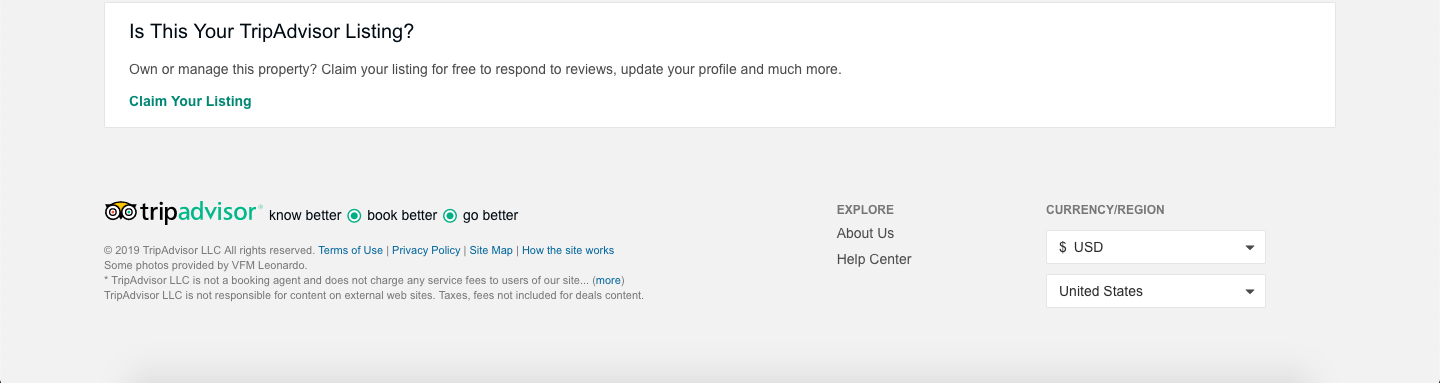 Is This Your TripAdvisor Listing?
Own or manage this property? Claim your listing for free to respond to reviews, update your profile and much more.
Claim Your Listing
tripadvisor® know better book better go better
© 2019 TripAdvisor LLC All rights reserved. Terms of Use | Privacy Policy | Site Map | How the site works
Some photos provided by VFM Leonardo.
* TripAdvisor LLC is not a booking agent and does not charge any service fees to users of our site... (more)
TripAdvisor LLC is not responsible for content on external web sites. Taxes, fees not included for deals content.
EXPLORE
About Us
Help Center
CURRENCY/REGION
$ USD
United States